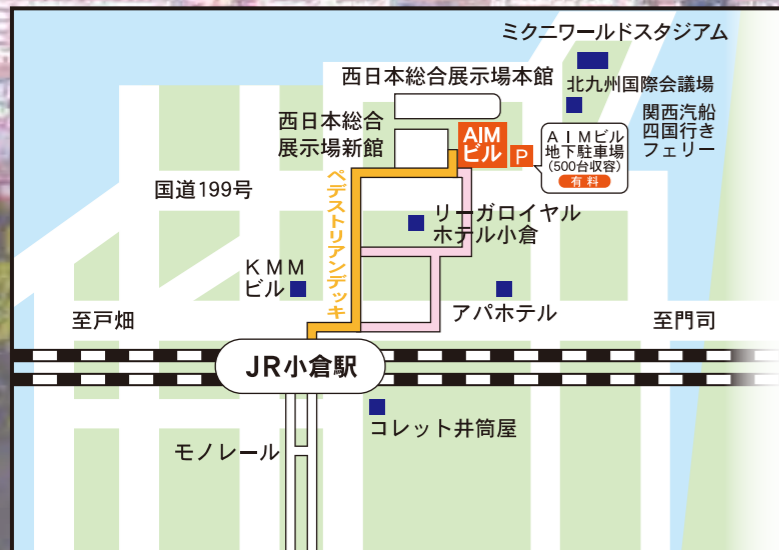 ミクニワールドスタジアム
西日本総合展示場本館
北九州国際会議場
西日本総合
展示場新館
AIM
ビル
P
ＡＩＭビル
地下駐車場
(500台収容)
有料
関西汽船
四国行き
フェリー
国道199号
ペデストリアンデッキ
リーガロイヤル
ホテル小倉
ＫＭＭ
ビル
アパホテル
至戸畑
至門司
JR小倉駅
コレット井筒屋
モノレール